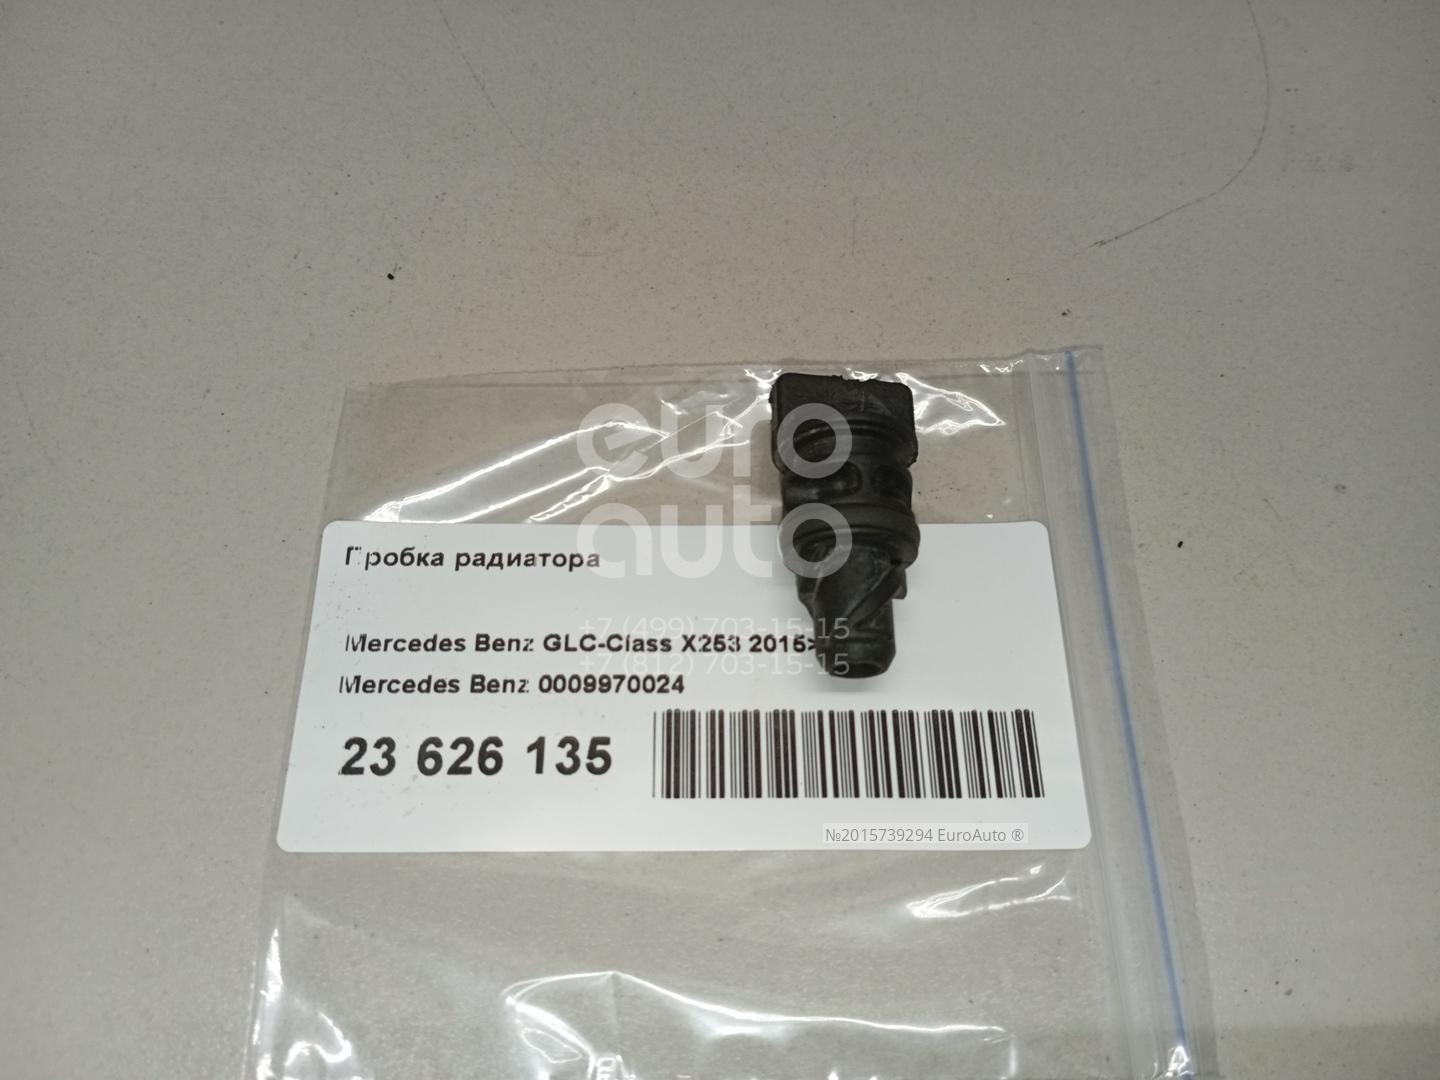 euro
auto
Пробка радиатора
+7 (499) 703-15-15
Mercedes Benz GLC-Class X253 2015>
+7 (812) 703-15-15
Mercedes Benz 0009970024
23 626 135
№2015739294 EuroAuto ®